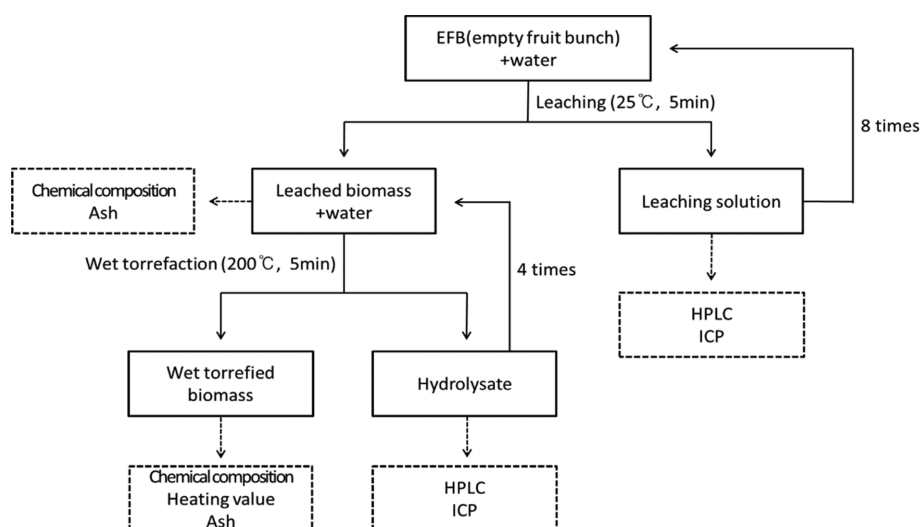 EFB(empty fruit bunch)
+water
Leaching (25℃, 5min)
8 times
Chemical composition
Ash
Leached biomass
+water
Leaching solution
Wet torrefaction (200℃, 5min)
4 times
HPLC
ICP
Wet torrefied
biomass
Hydrolysate
Chemical composition
Heating value
Ash
HPLC
ICP